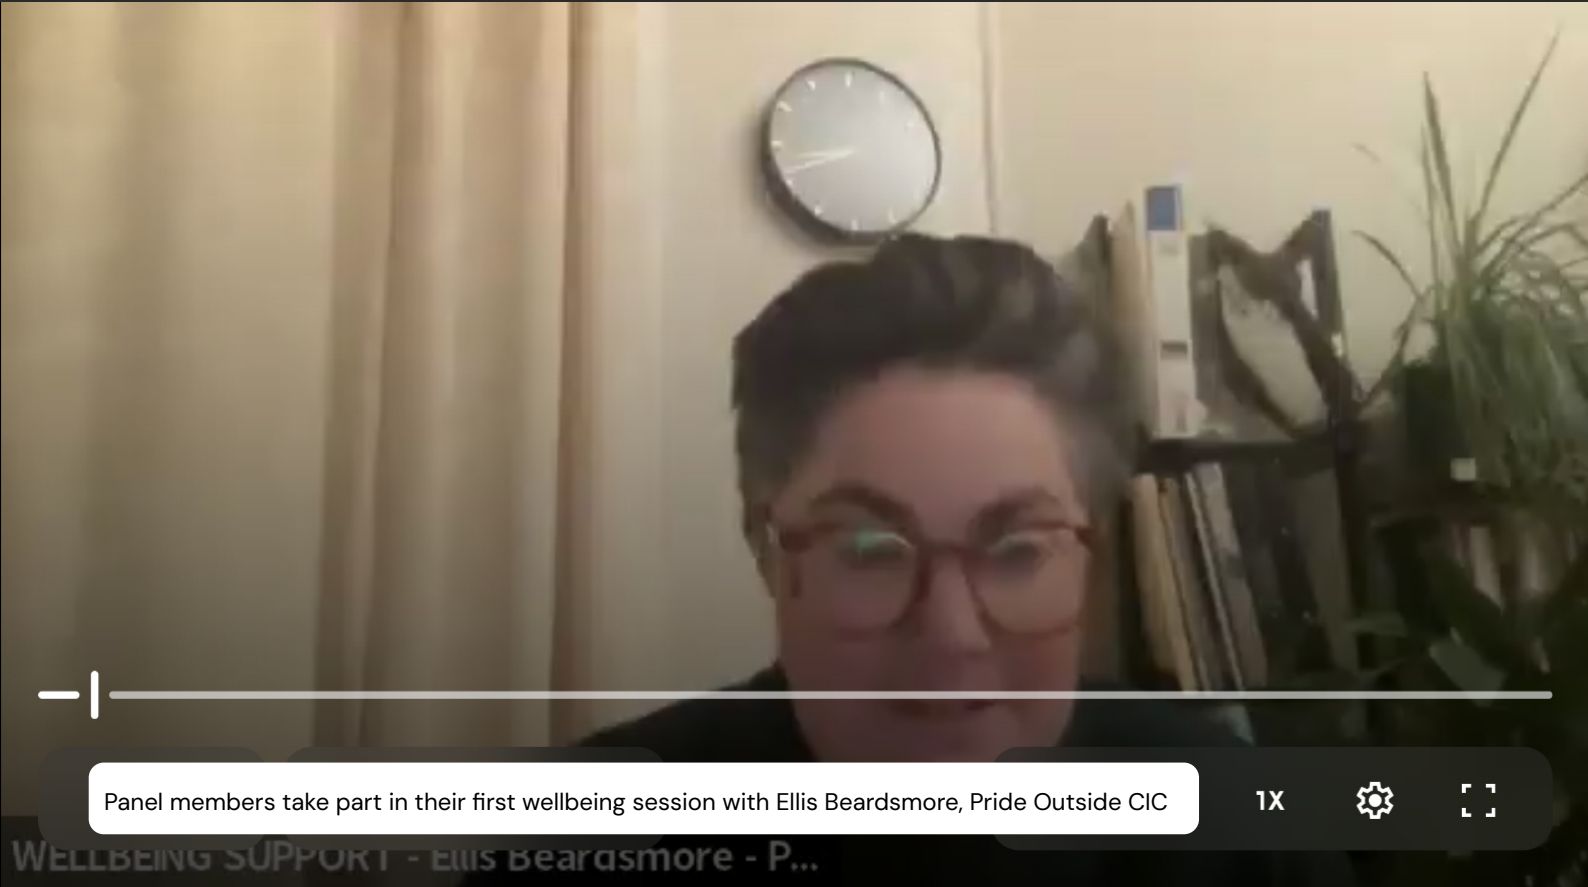 Panel members take part in their first wellbeing session with Ellis Beardsmore, Pride Outside CIC
1X
WELLBEING SUPPORT - Ellis Beardsmore - P...